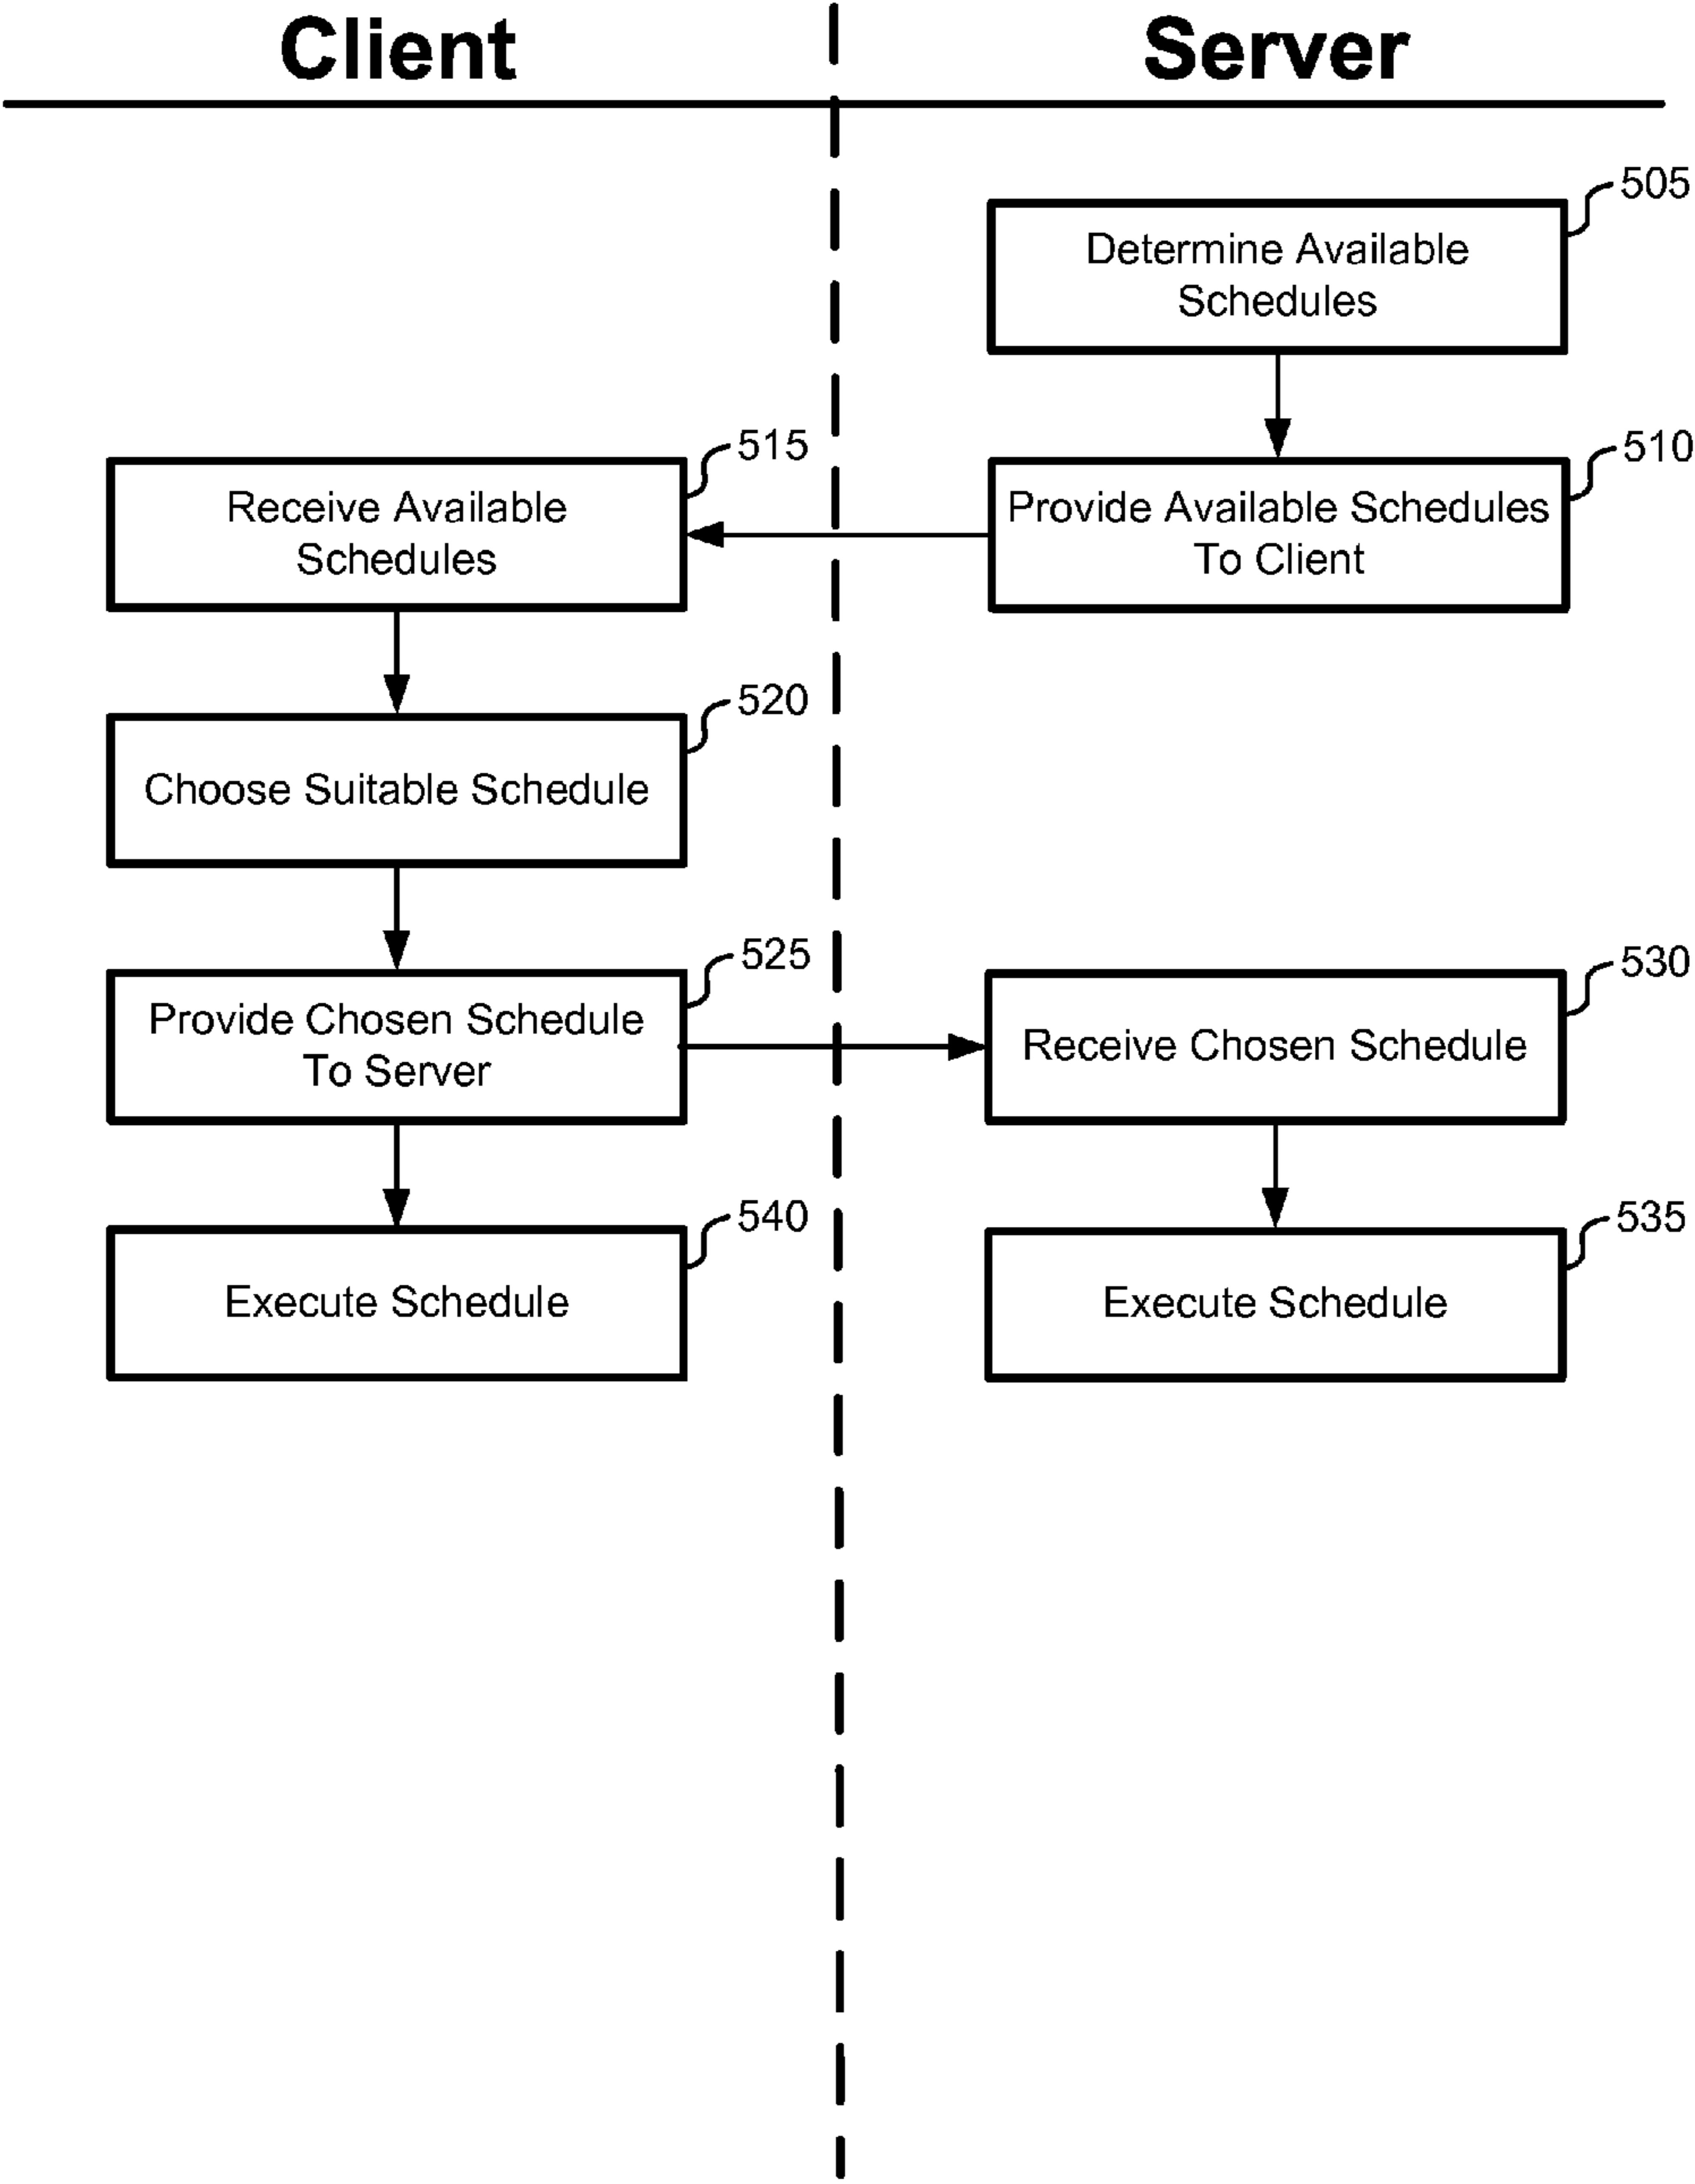 Client
Server
505
Determine Available
Schedules
510
Provide Available Schedules
To Client
515
Receive Available
Schedules
520
Choose Suitable Schedule
525
Provide Chosen Schedule
To Server
530
Receive Chosen Schedule
540
Execute Schedule
535
Execute Schedule